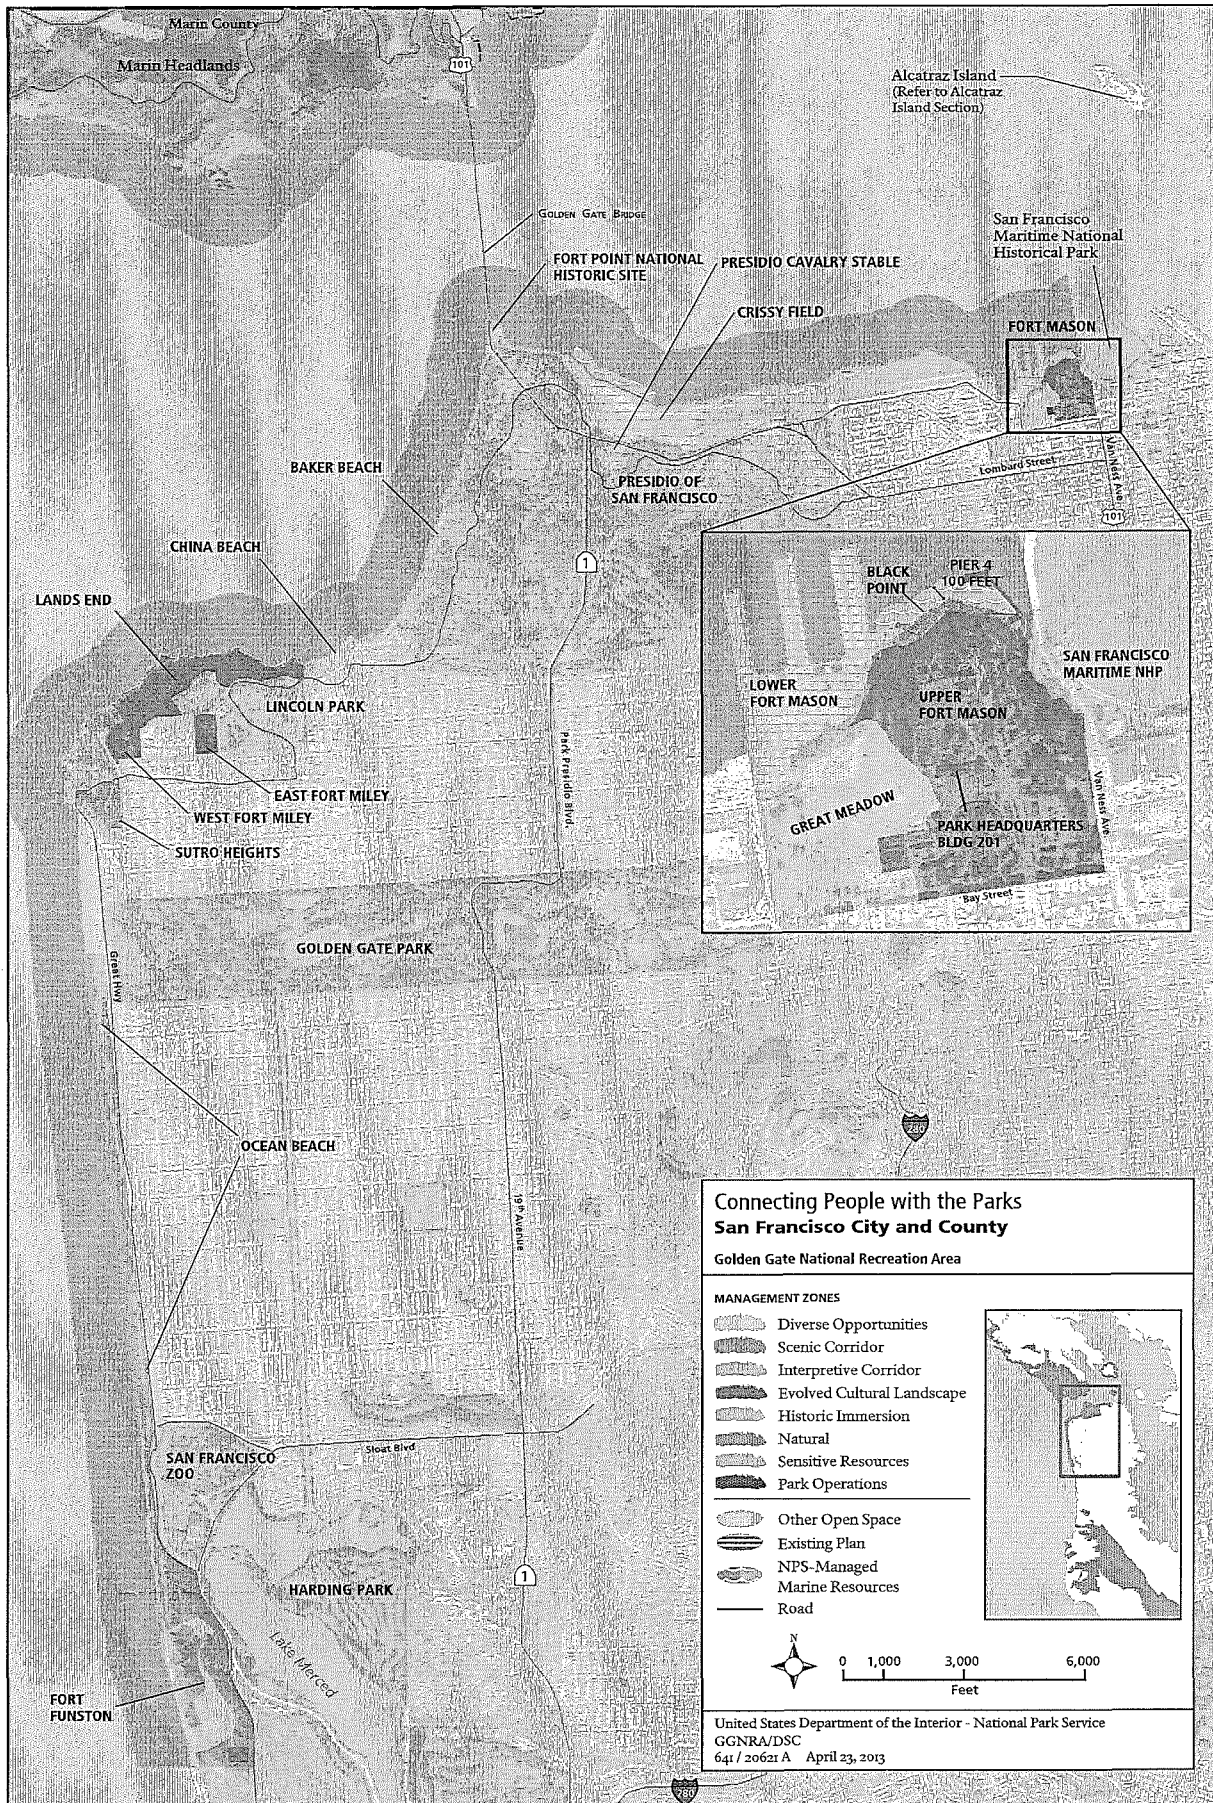 Marin County
Marin Headlands
101
Alcatraz Island
(Refer to Alcatraz
Island Section)
GOLDEN GATE BRIDGE
San Francisco
Maritime National
Historical Park
FORT POINT NATIONAL
HISTORIC SITE
PRESIDIO CAVALRY STABLE
CRISSY FIELD
FORT MASON
BAKER BEACH
PRESIDIO OF
SAN FRANCISCO
Lombard Street
Van Ness Ave
101
CHINA BEACH
1
LANDS END
LINCOLN PARK
EAST FORT MILEY
WEST FORT MILEY
SUTRO HEIGHTS
Park Presidio Blvd.
BLACK
POINT
PIER 4
100 FEET
LOWER
FORT MASON
UPPER
FORT MASON
SAN FRANCISCO
MARITIME NHP
GREAT MEADOW
PARK HEADQUARTERS
BLDG 201
Van Ness Ave
Bay Street
GOLDEN GATE PARK
Great Hwy
OCEAN BEACH
19th Avenue
280
SAN FRANCISCO
ZOO
Sloat Blvd
HARDING PARK
1
Lake Merced
FORT
FUNSTON
280
Connecting People with the Parks
San Francisco City and County
Golden Gate National Recreation Area
MANAGEMENT ZONES
Diverse Opportunities
Scenic Corridor
Interpretive Corridor
Evolved Cultural Landscape
Historic Immersion
Natural
Sensitive Resources
Park Operations
Other Open Space
Existing Plan
NPS-Managed
Marine Resources
Road
N
0 1,000 3,000 6,000
Feet
United States Department of the Interior - National Park Service
GGNRA/DSC
641 / 20621 A April 23, 2013